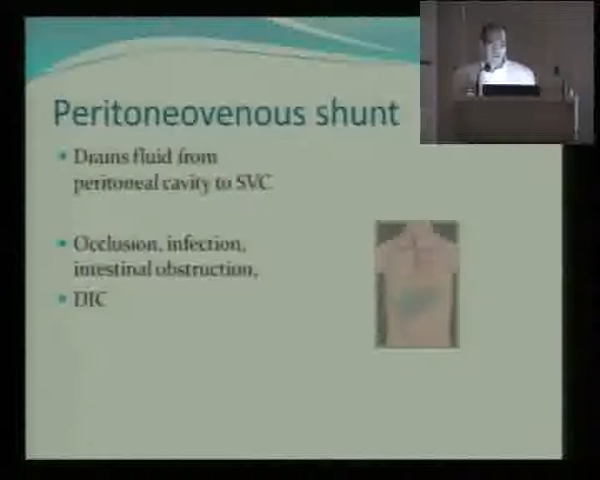 Peritoneovenous shunt
Drains fluid from
peritoneal cavity to SVC
Occlusion, infection,
intestinal obstruction,
DIC